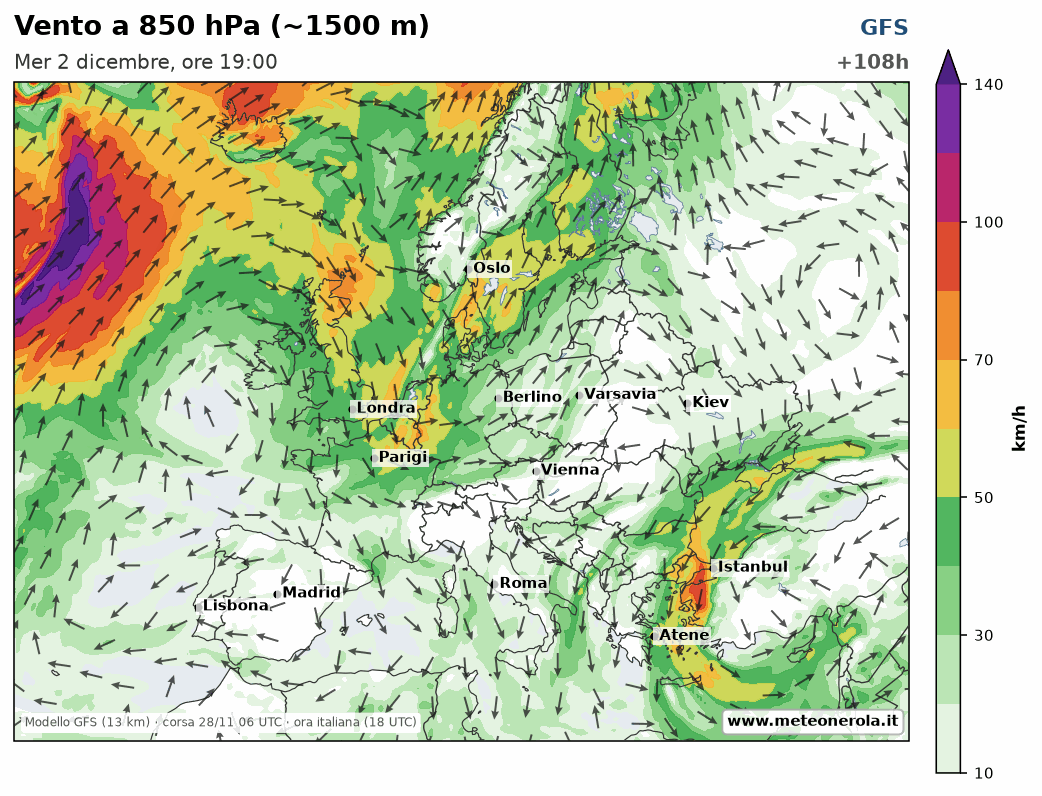 Vento a 850 hPa (~1500 m)
GFS
Mer 2 dicembre, ore 19:00
+108h
140
100
70
50
30
10
km/h
Oslo
Londra
Berlino
Varsavia
Kiev
Parigi
Vienna
Istanbul
Roma
Madrid
Lisbona
Atene
Modello GFS (13 km) · corsa 28/11 06 UTC · ora italiana (18 UTC)
www.meteonerola.it